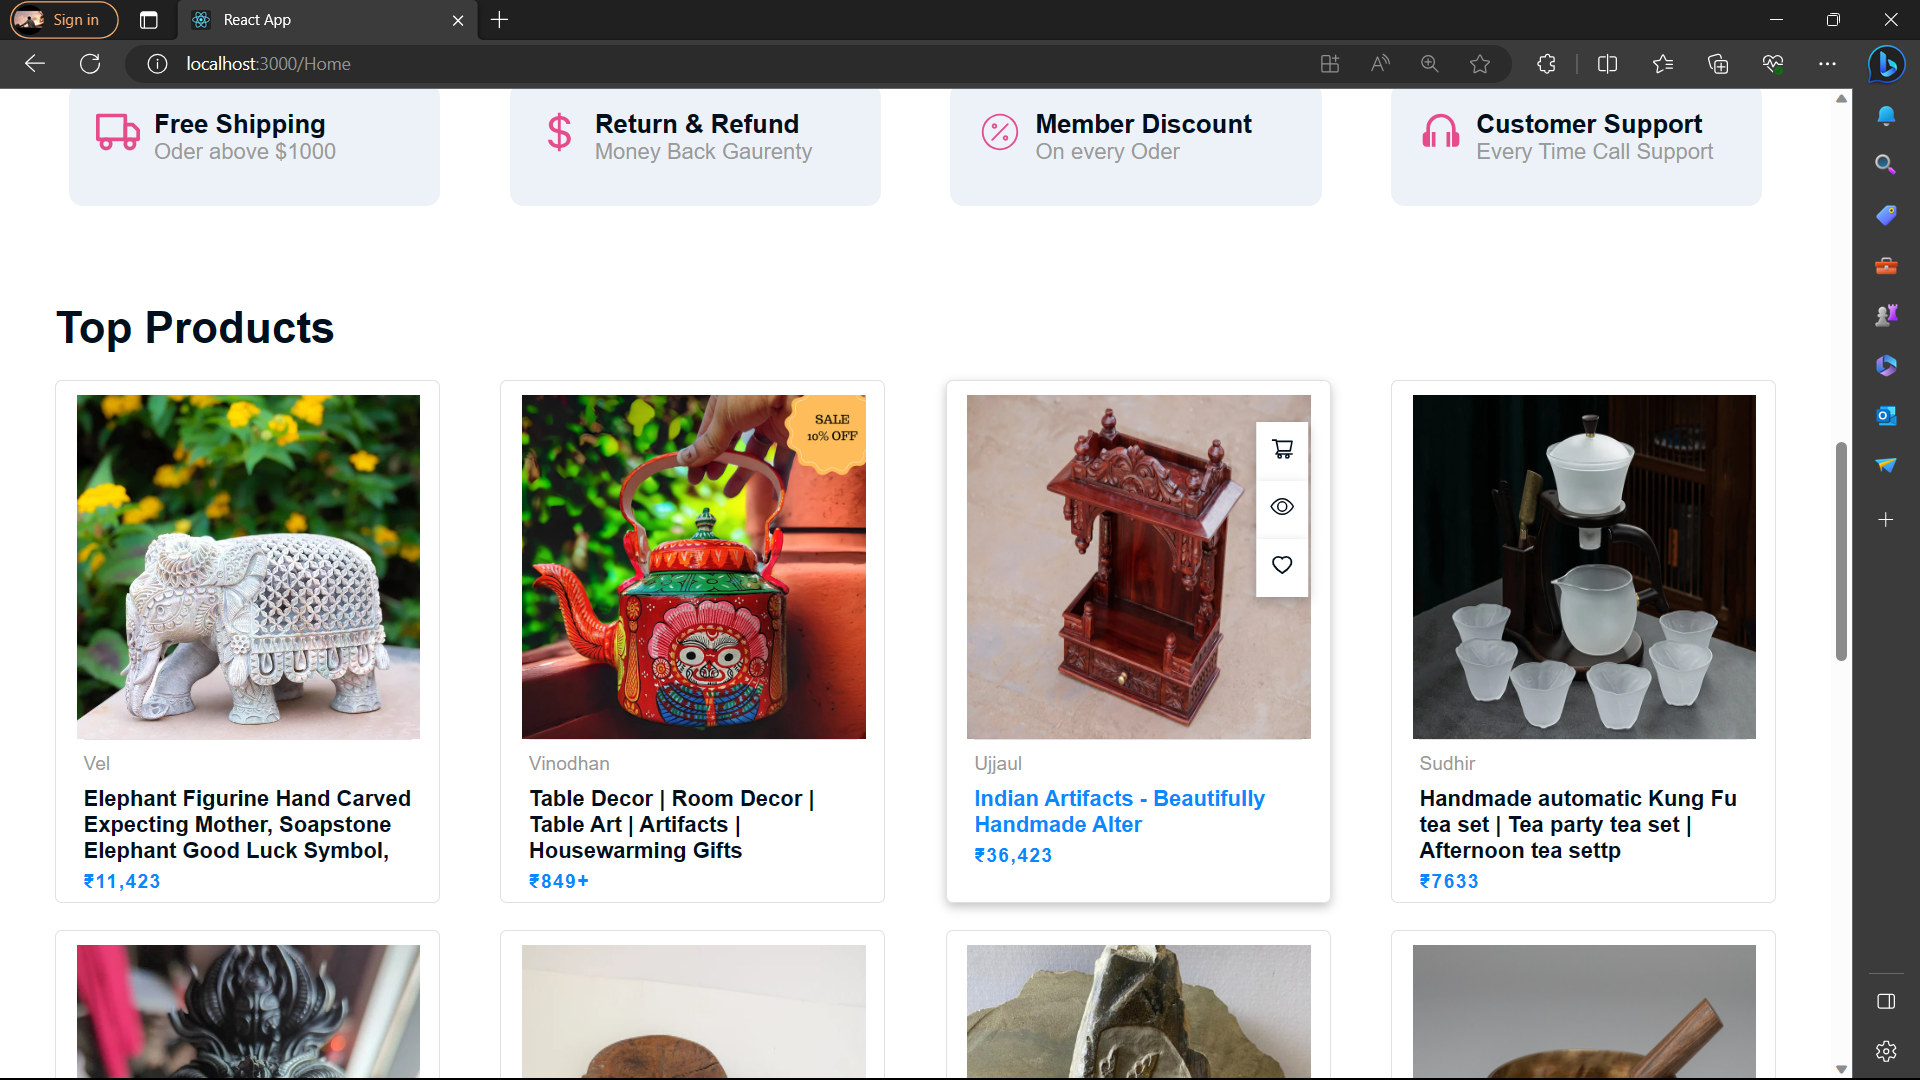 Sign in
React App
localhost:3000/Home
Free Shipping
Oder above $1000
Return & Refund
Money Back Gaurenty
Member Discount
On every Oder
Customer Support
Every Time Call Support
Top Products
SALE
10% OFF
Vel
Elephant Figurine Hand Carved
Expecting Mother, Soapstone
Elephant Good Luck Symbol,
₹11,423
Vinodhan
Table Decor | Room Decor |
Table Art | Artifacts |
Housewarming Gifts
₹849+
Ujjaul
Indian Artifacts - Beautifully
Handmade Alter
₹36,423
Sudhir
Handmade automatic Kung Fu
tea set | Tea party tea set |
Afternoon tea settp
₹7633